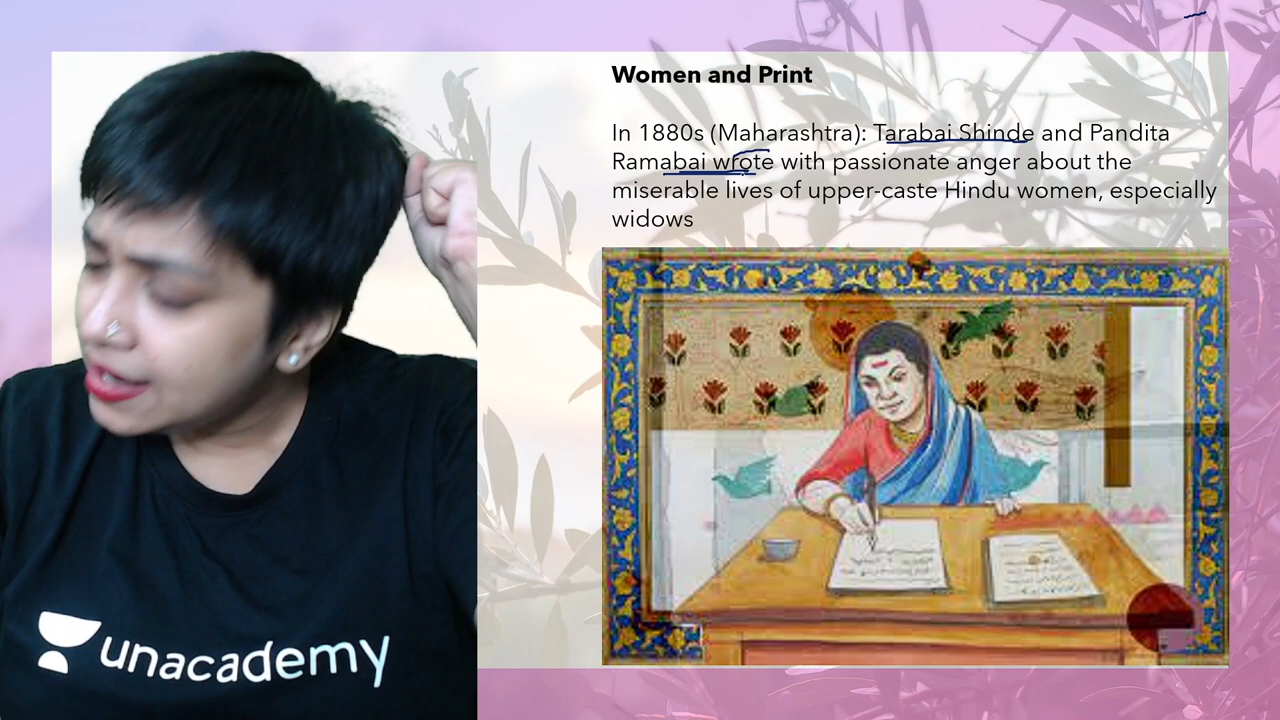 Women and Print
In 1880s (Maharashtra): Tarabai Shinde and Pandita
Ramabai wrote with passionate anger about the
miserable lives of upper-caste Hindu women, especially
widows
unacademy